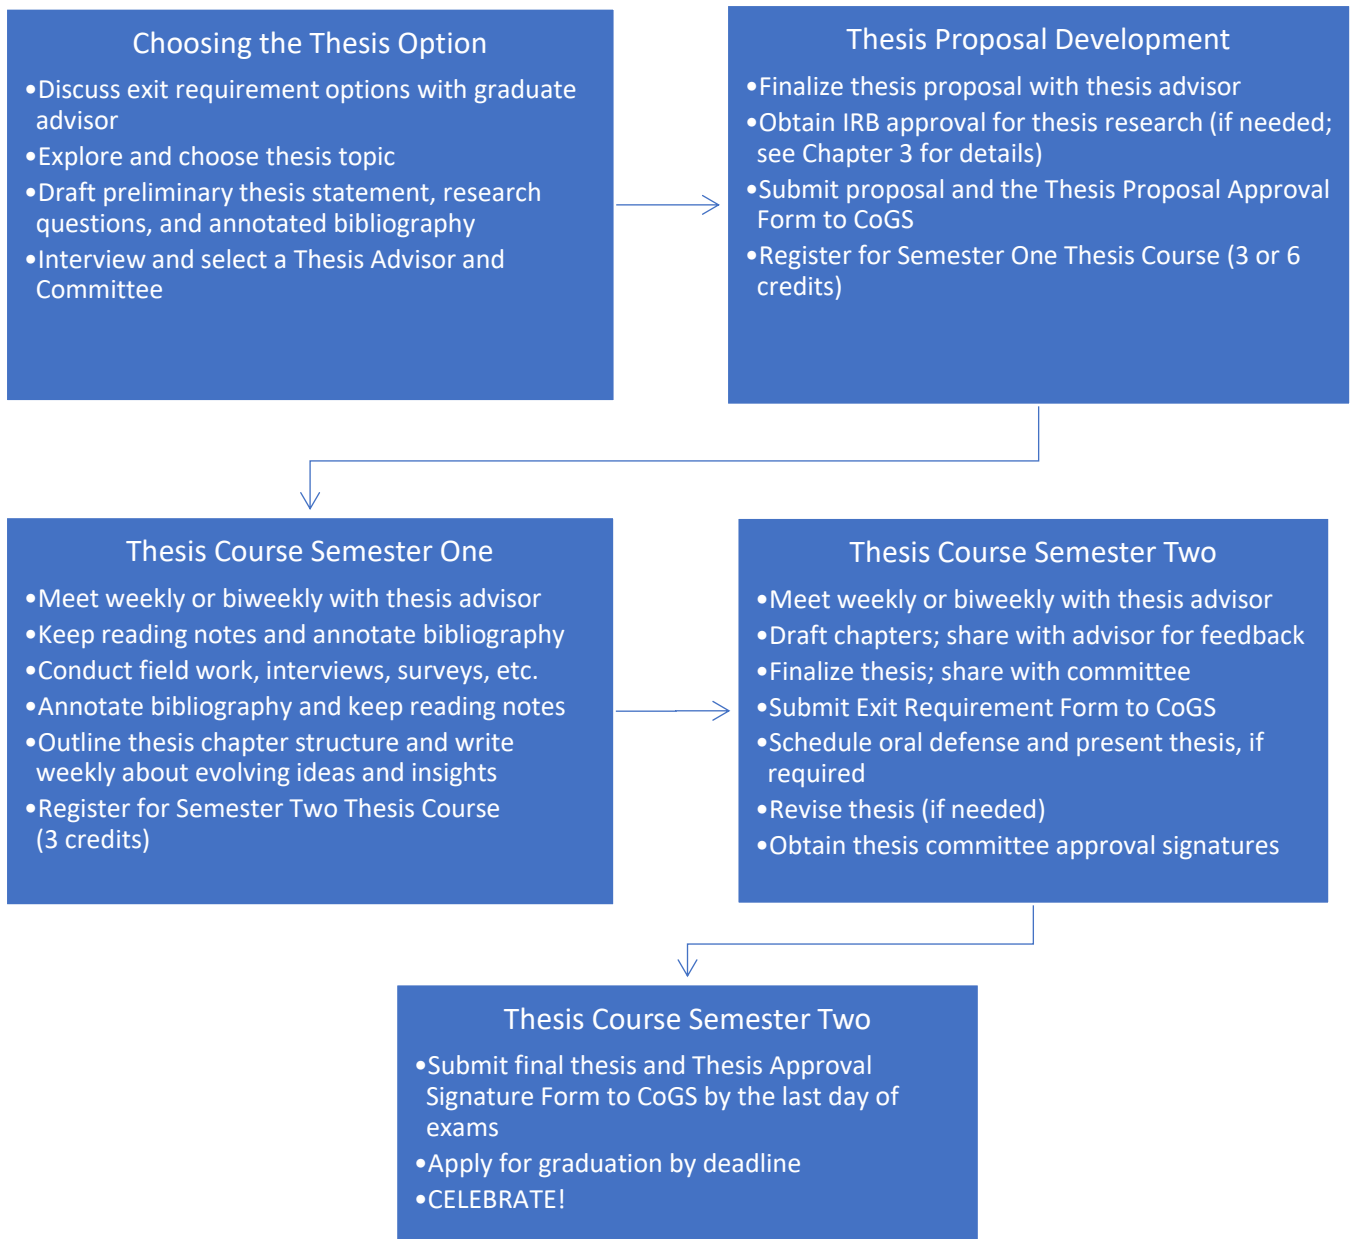 Choosing the Thesis Option
•Discuss exit requirement options with graduate
advisor
•Explore and choose thesis topic
•Draft preliminary thesis statement, research
questions, and annotated bibliography
•Interview and select a Thesis Advisor and
Committee
Thesis Proposal Development
•Finalize thesis proposal with thesis advisor
•Obtain IRB approval for thesis research (if needed;
see Chapter 3 for details)
•Submit proposal and the Thesis Proposal Approval
Form to CoGS
•Register for Semester One Thesis Course (3 or 6
credits)
Thesis Course Semester One
•Meet weekly or biweekly with thesis advisor
•Keep reading notes and annotate bibliography
•Conduct field work, interviews, surveys, etc.
•Annotate bibliography and keep reading notes
•Outline thesis chapter structure and write
weekly about evolving ideas and insights
•Register for Semester Two Thesis Course
(3 credits)
Thesis Course Semester Two
•Meet weekly or biweekly with thesis advisor
•Draft chapters; share with advisor for feedback
•Finalize thesis; share with committee
•Submit Exit Requirement Form to CoGS
•Schedule oral defense and present thesis, if
required
•Revise thesis (if needed)
•Obtain thesis committee approval signatures
Thesis Course Semester Two
•Submit final thesis and Thesis Approval
Signature Form to CoGS by the last day of
exams
•Apply for graduation by deadline
•CELEBRATE!